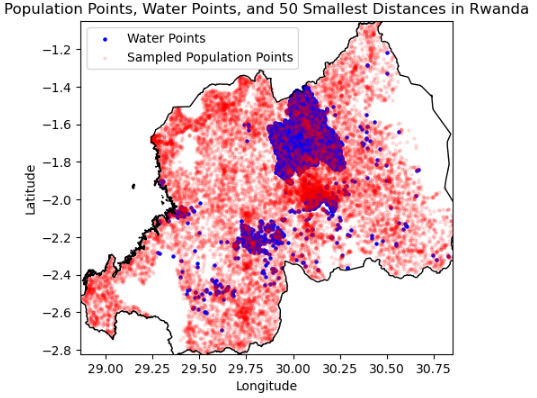 Population Points, Water Points, and 50 Smallest Distances in Rwanda
Water Points
Sampled Population Points
−1.2
−1.4
−1.6
−1.8
−2.0
−2.2
−2.4
−2.6
−2.8
Latitude
29.00 29.25 29.50 29.75 30.00 30.25 30.50 30.75
Longitude